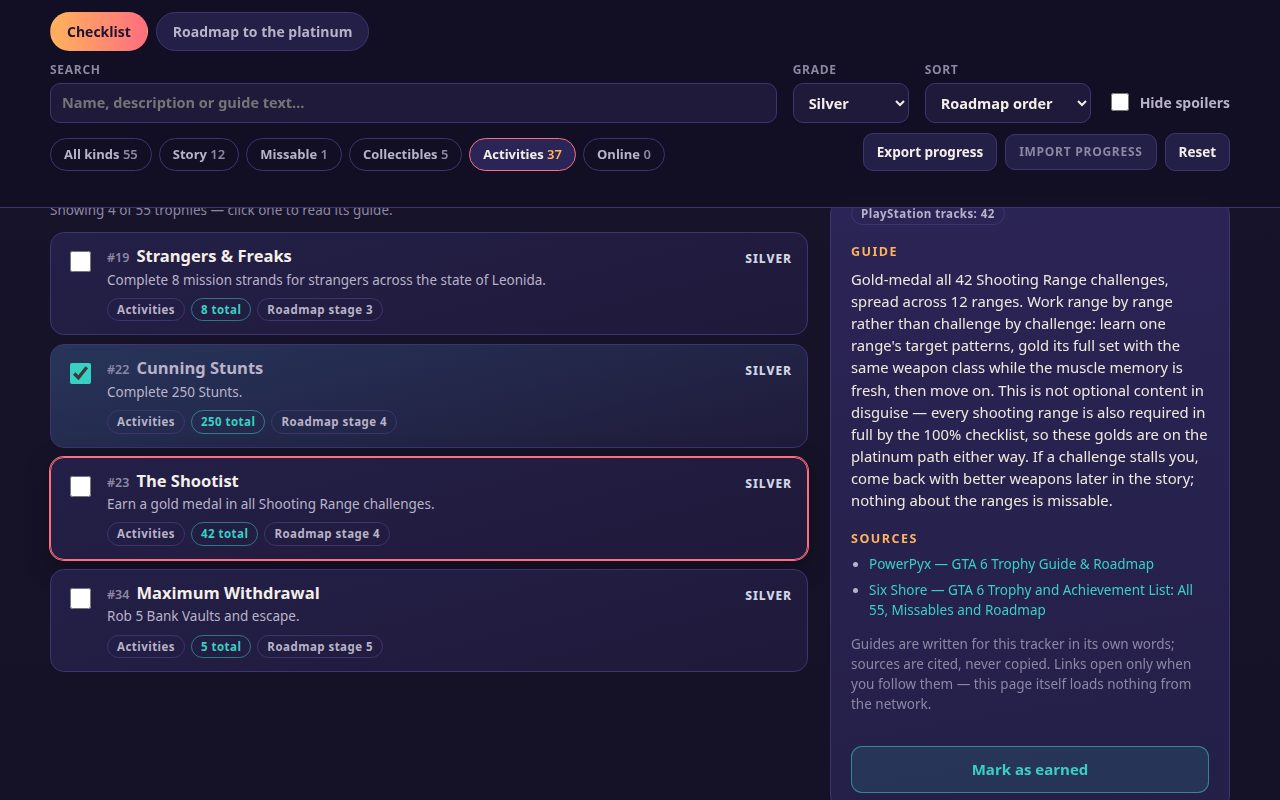 Checklist
Roadmap to the platinum
SEARCH
GRADE
SORT
Name, description or guide text...
Silver
Roadmap order
Hide spoilers
All kinds 55
Story 12
Missable 1
Collectibles 5
Activities 37
Online 0
Export progress
IMPORT PROGRESS
Reset
Showing 4 of 55 trophies — click one to read its guide.
#19 Strangers & Freaks
SILVER
Complete 8 mission strands for strangers across the state of Leonida.
Activities
8 total
Roadmap stage 3
#22 Cunning Stunts
SILVER
Complete 250 Stunts.
Activities
250 total
Roadmap stage 4
#23 The Shootist
SILVER
Earn a gold medal in all Shooting Range challenges.
Activities
42 total
Roadmap stage 4
#34 Maximum Withdrawal
SILVER
Rob 5 Bank Vaults and escape.
Activities
5 total
Roadmap stage 5
PlayStation tracks: 42
GUIDE
Gold-medal all 42 Shooting Range challenges,
spread across 12 ranges. Work range by range
rather than challenge by challenge: learn one
range's target patterns, gold its full set with the
same weapon class while the muscle memory is
fresh, then move on. This is not optional content in
disguise — every shooting range is also required in
full by the 100% checklist, so these golds are on the
platinum path either way. If a challenge stalls you,
come back with better weapons later in the story;
nothing about the ranges is missable.
SOURCES
PowerPyx — GTA 6 Trophy Guide & Roadmap
Six Shore — GTA 6 Trophy and Achievement List: All
55, Missables and Roadmap
Guides are written for this tracker in its own words;
sources are cited, never copied. Links open only when
you follow them — this page itself loads nothing from
the network.
Mark as earned